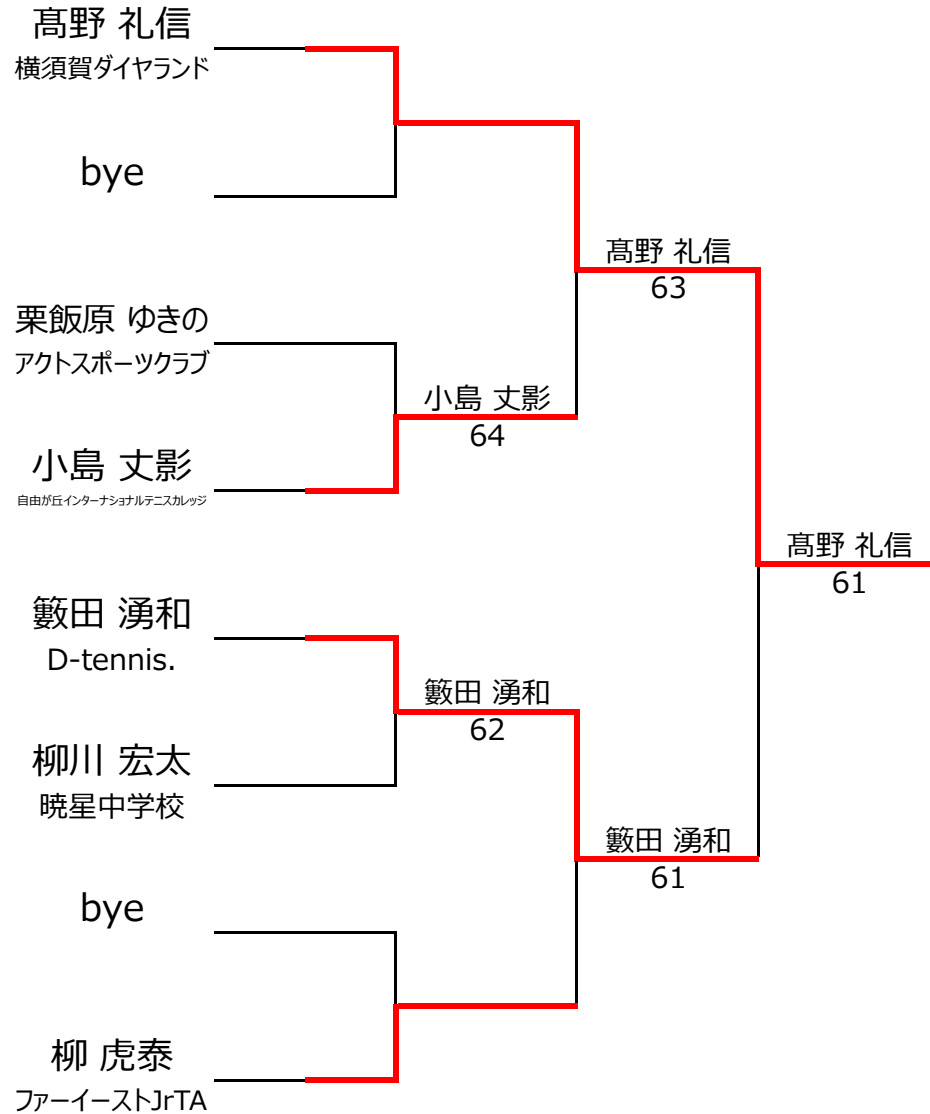 髙野 礼信
横須賀ダイヤランド
bye
髙野 礼信
63
栗飯原 ゆきの
アクトスポーツクラブ
小島 丈影
64
小島 丈影
自由が丘インターナショナルテニスカレッジ
髙野 礼信
61
籔田 湧和
D-tennis.
籔田 湧和
62
柳川 宏太
暁星中学校
籔田 湧和
61
bye
柳 虎泰
ファーイーストJrTA